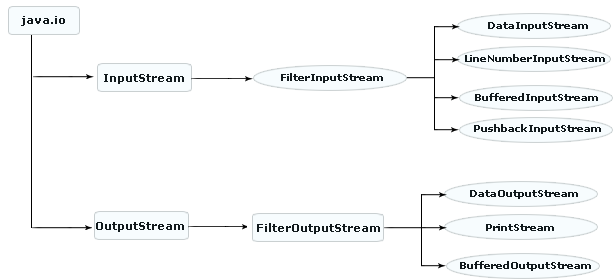 java.io
InputStream
FilterInputStream
DataInputStream
LineNumberInputStream
BufferedInputStream
PushbackInputStream
OutputStream
FilterOutputStream
DataOutputStream
PrintStream
BufferedOutputStream